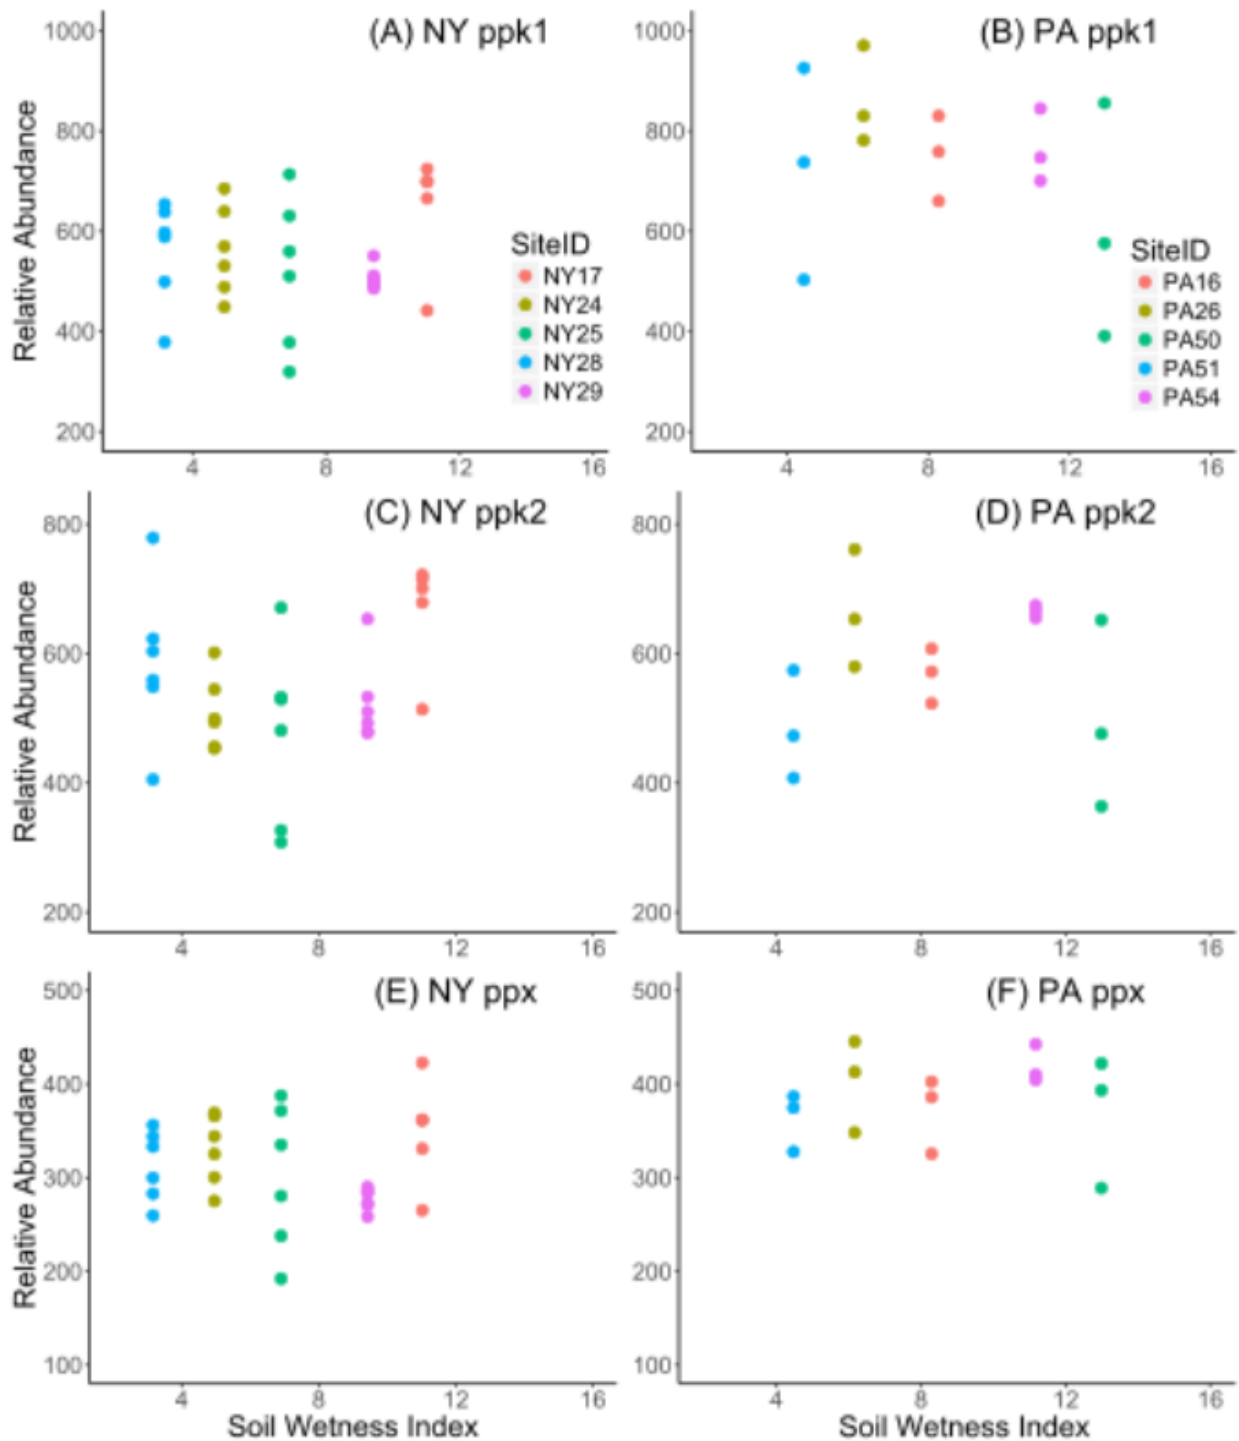 (A) NY ppk1
1000
800
600
400
200
Relative Abundance
4 8 12 16
SiteID
NY17
NY24
NY25
NY28
NY29
(B) PA ppk1
1000
800
600
400
200
4 8 12 16
SiteID
PA16
PA26
PA50
PA51
PA54
(C) NY ppk2
800
600
400
200
Relative Abundance
4 8 12 16
(D) PA ppk2
800
600
400
200
4 8 12 16
(E) NY ppx
500
400
300
200
100
Relative Abundance
4 8 12 16
Soil Wetness Index
(F) PA ppx
500
400
300
200
100
4 8 12 16
Soil Wetness Index